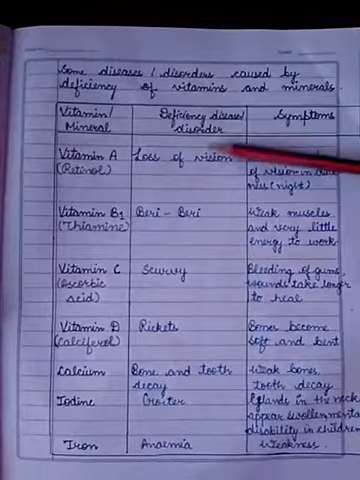 Some diseases / disorders caused by
deficiency of vitamins and minerals.
Vitamin/ Mineral
Deficiency disease/ disorder
Symptoms
Vitamin A (Retinol)
Loss of vision
of vision in
ness (night)
Vitamin B1 (Thiamine)
Beri - Beri
Weak muscles
and very little
energy to work
Vitamin C (Ascorbic acid)
Scurvy
Bleeding of gums,
wounds take longer
to heal
Vitamin D (Calciferol)
Rickets
Bones become
soft and bent
Calcium
Bone and tooth
decay
Weak bones,
tooth decay
Iodine
Goiter
Glands in the neck
appear swollen, mental
disability in children
Iron
Anaemia
Weakness